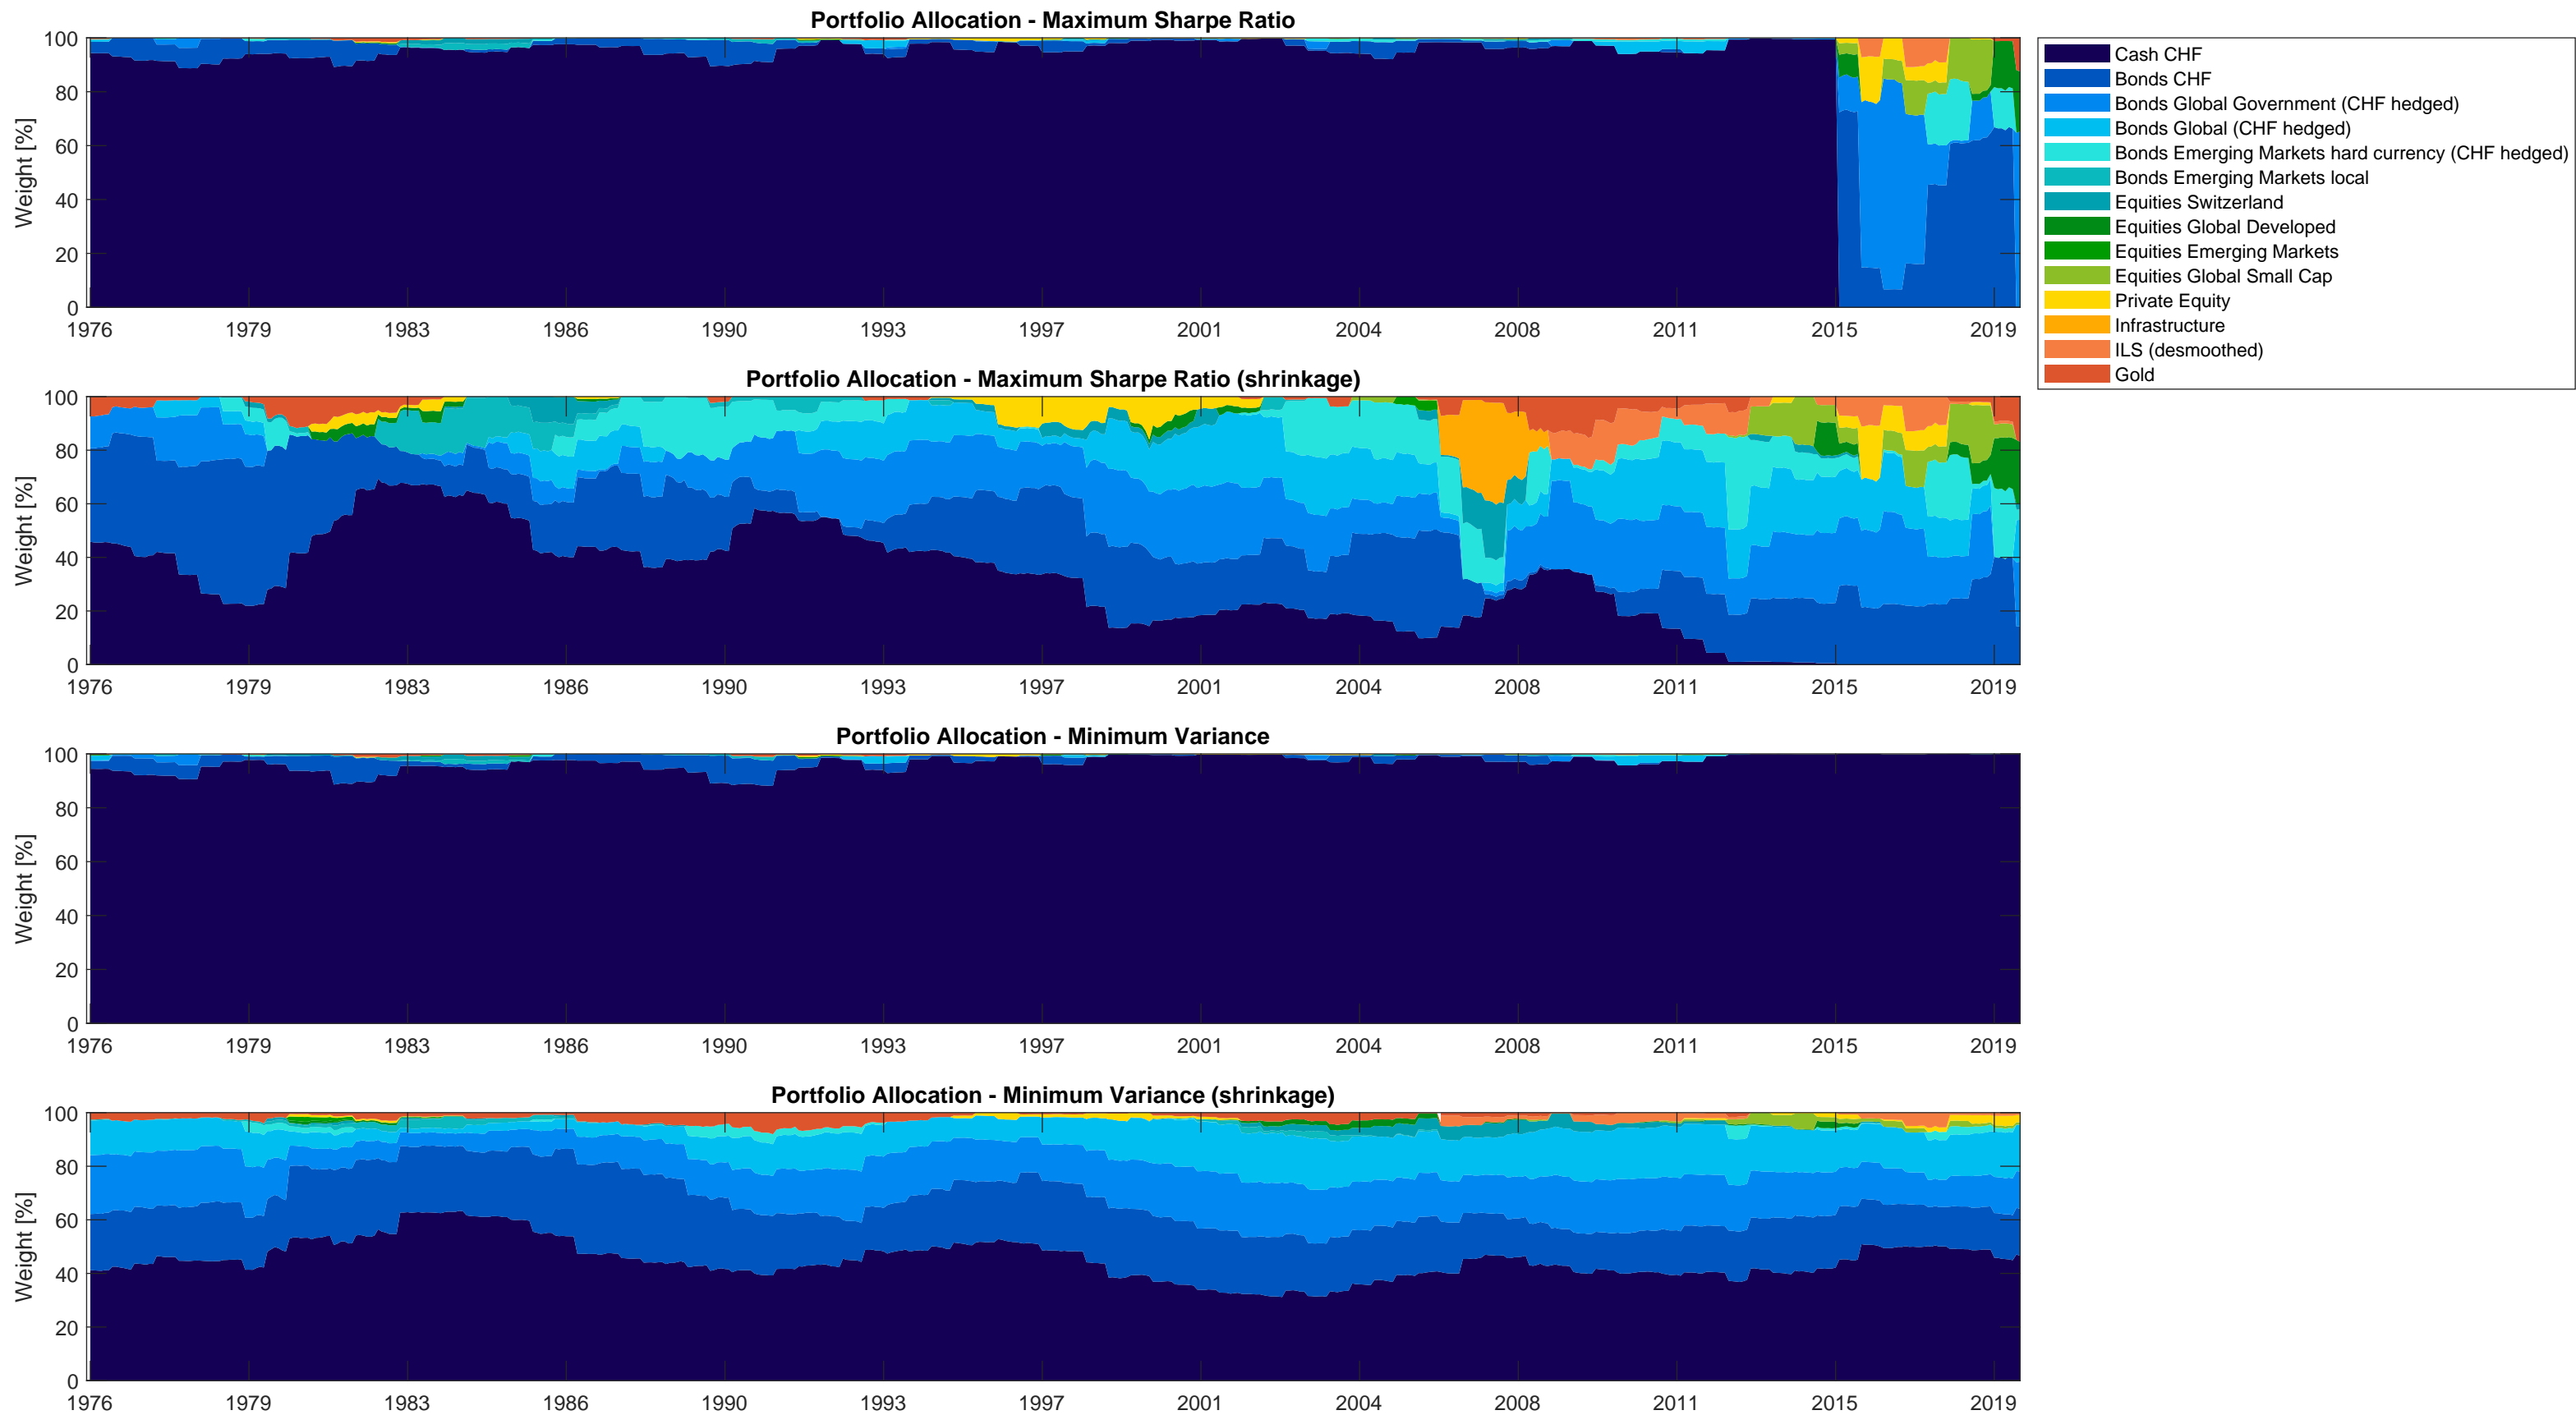 Portfolio Allocation - Maximum Sharpe Ratio
Weight [%]
100
80
60
40
20
0
1976 1979 1983 1986 1990 1993 1997 2001 2004 2008 2011 2015 2019
Cash CHF
Bonds CHF
Bonds Global Government (CHF hedged)
Bonds Global (CHF hedged)
Bonds Emerging Markets hard currency (CHF hedged)
Bonds Emerging Markets local
Equities Switzerland
Equities Global Developed
Equities Emerging Markets
Equities Global Small Cap
Private Equity
Infrastructure
ILS (desmoothed)
Gold
Portfolio Allocation - Maximum Sharpe Ratio (shrinkage)
Weight [%]
100
80
60
40
20
0
1976 1979 1983 1986 1990 1993 1997 2001 2004 2008 2011 2015 2019
Portfolio Allocation - Minimum Variance
Weight [%]
100
80
60
40
20
0
1976 1979 1983 1986 1990 1993 1997 2001 2004 2008 2011 2015 2019
Portfolio Allocation - Minimum Variance (shrinkage)
Weight [%]
100
80
60
40
20
0
1976 1979 1983 1986 1990 1993 1997 2001 2004 2008 2011 2015 2019